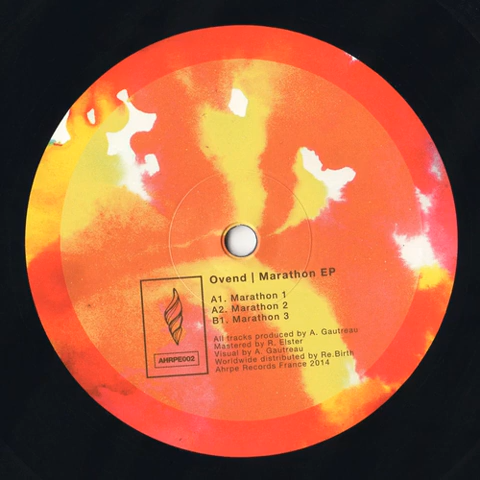 Ovend | Marathon EP
A1. Marathon 1
A2. Marathon 2
B1. Marathon 3
All tracks produced by A. Gautreau
Mastered by R. Elster
Visual by A. Gautreau
Worldwide distributed by Re.Birth
Ahrpe Records France 2014
AHRPE002